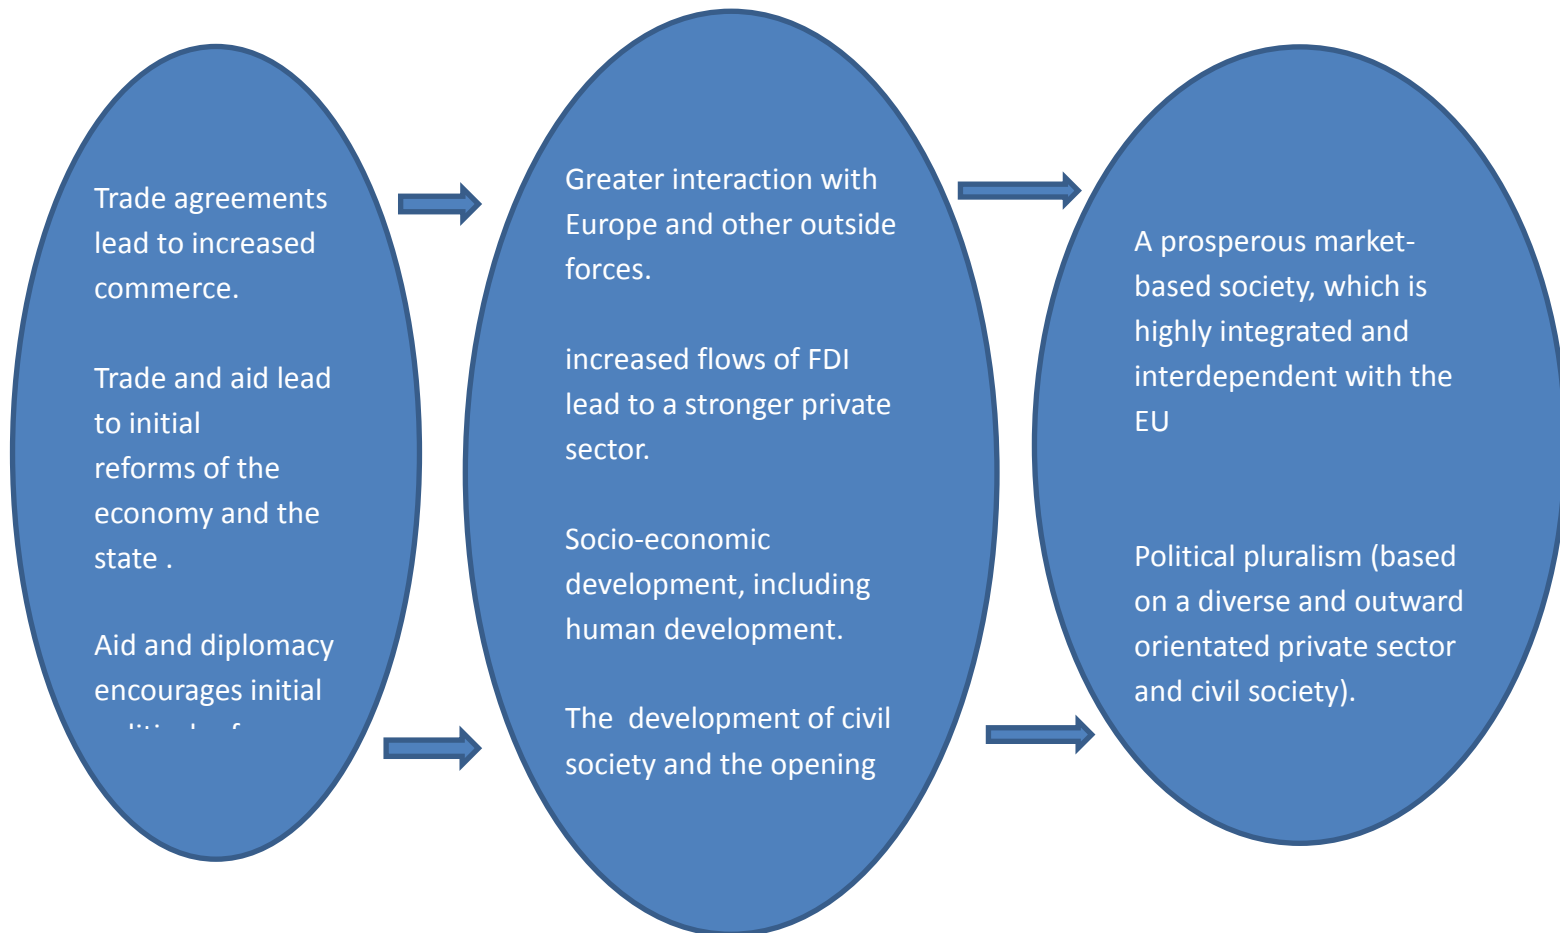 Trade agreements
lead to increased
commerce.
Trade and aid lead
to initial
reforms of the
economy and the
state .
Aid and diplomacy
encourages initial
Greater interaction with
Europe and other outside
forces.
increased flows of FDI
lead to a stronger private
sector.
Socio-economic
development, including
human development.
The  development of civil
society and the opening
A prosperous market-
based society, which is
highly integrated and
interdependent with the
EU
Political pluralism (based
on a diverse and outward
orientated private sector
and civil society).